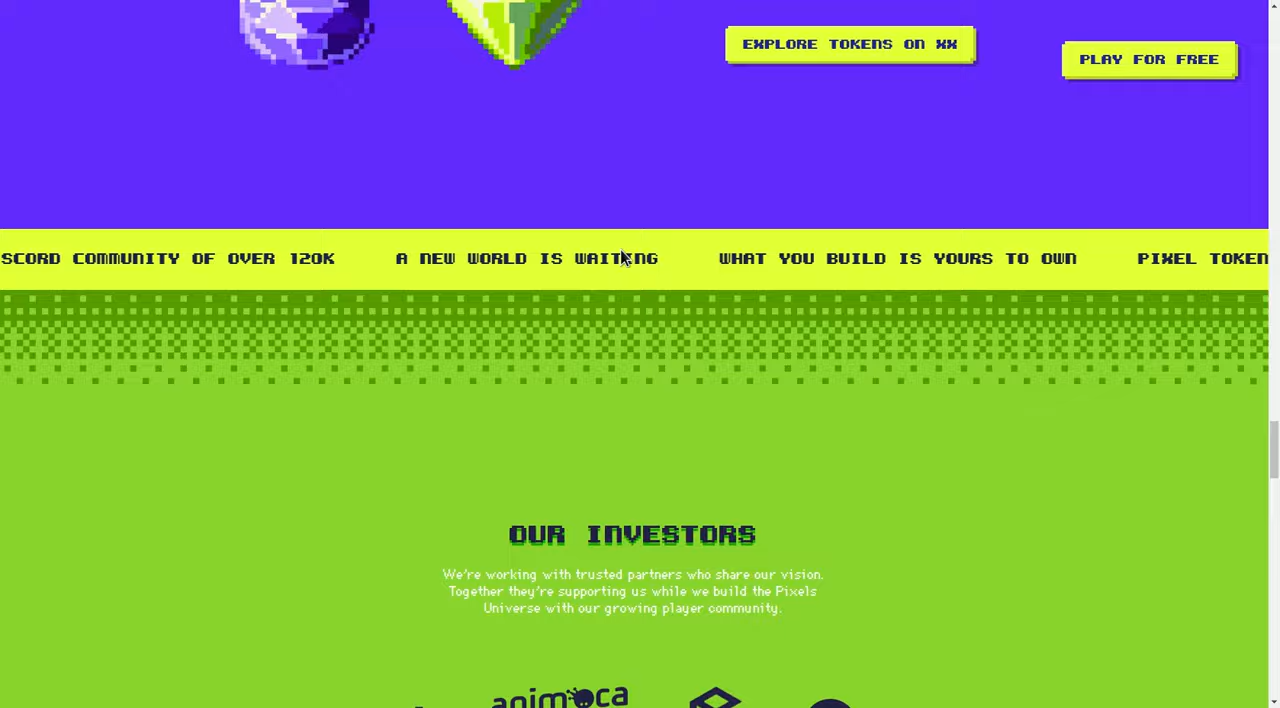 EXPLORE TOKENS ON XX
PLAY FOR FREE
SCORD COMMUNITY OF OVER 120K A NEW WORLD IS WAITING WHAT YOU BUILD IS YOURS TO OWN PIXEL TOKEN
OUR INVESTORS
We're working with trusted partners who share our vision.
Together they're supporting us while we build the Pixels
Universe with our growing player community.
animoca